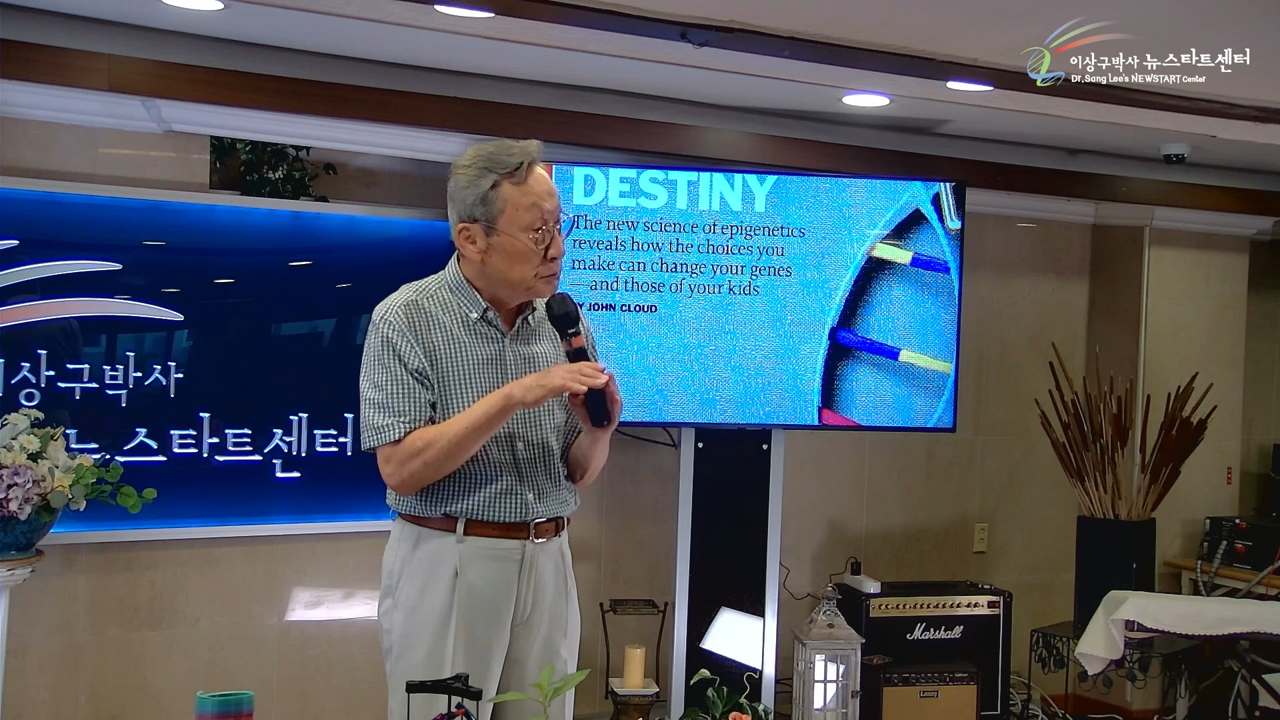 이상구박사 뉴스타트센터
Dr. Sang Lee's NEWSTART Center
DESTINY
The new science of epigenetics
reveals how the choices you
make can change your genes
—and those of your kids
Y JOHN CLOUD
이상구박사
뉴스타트센터
Marshall
Laney